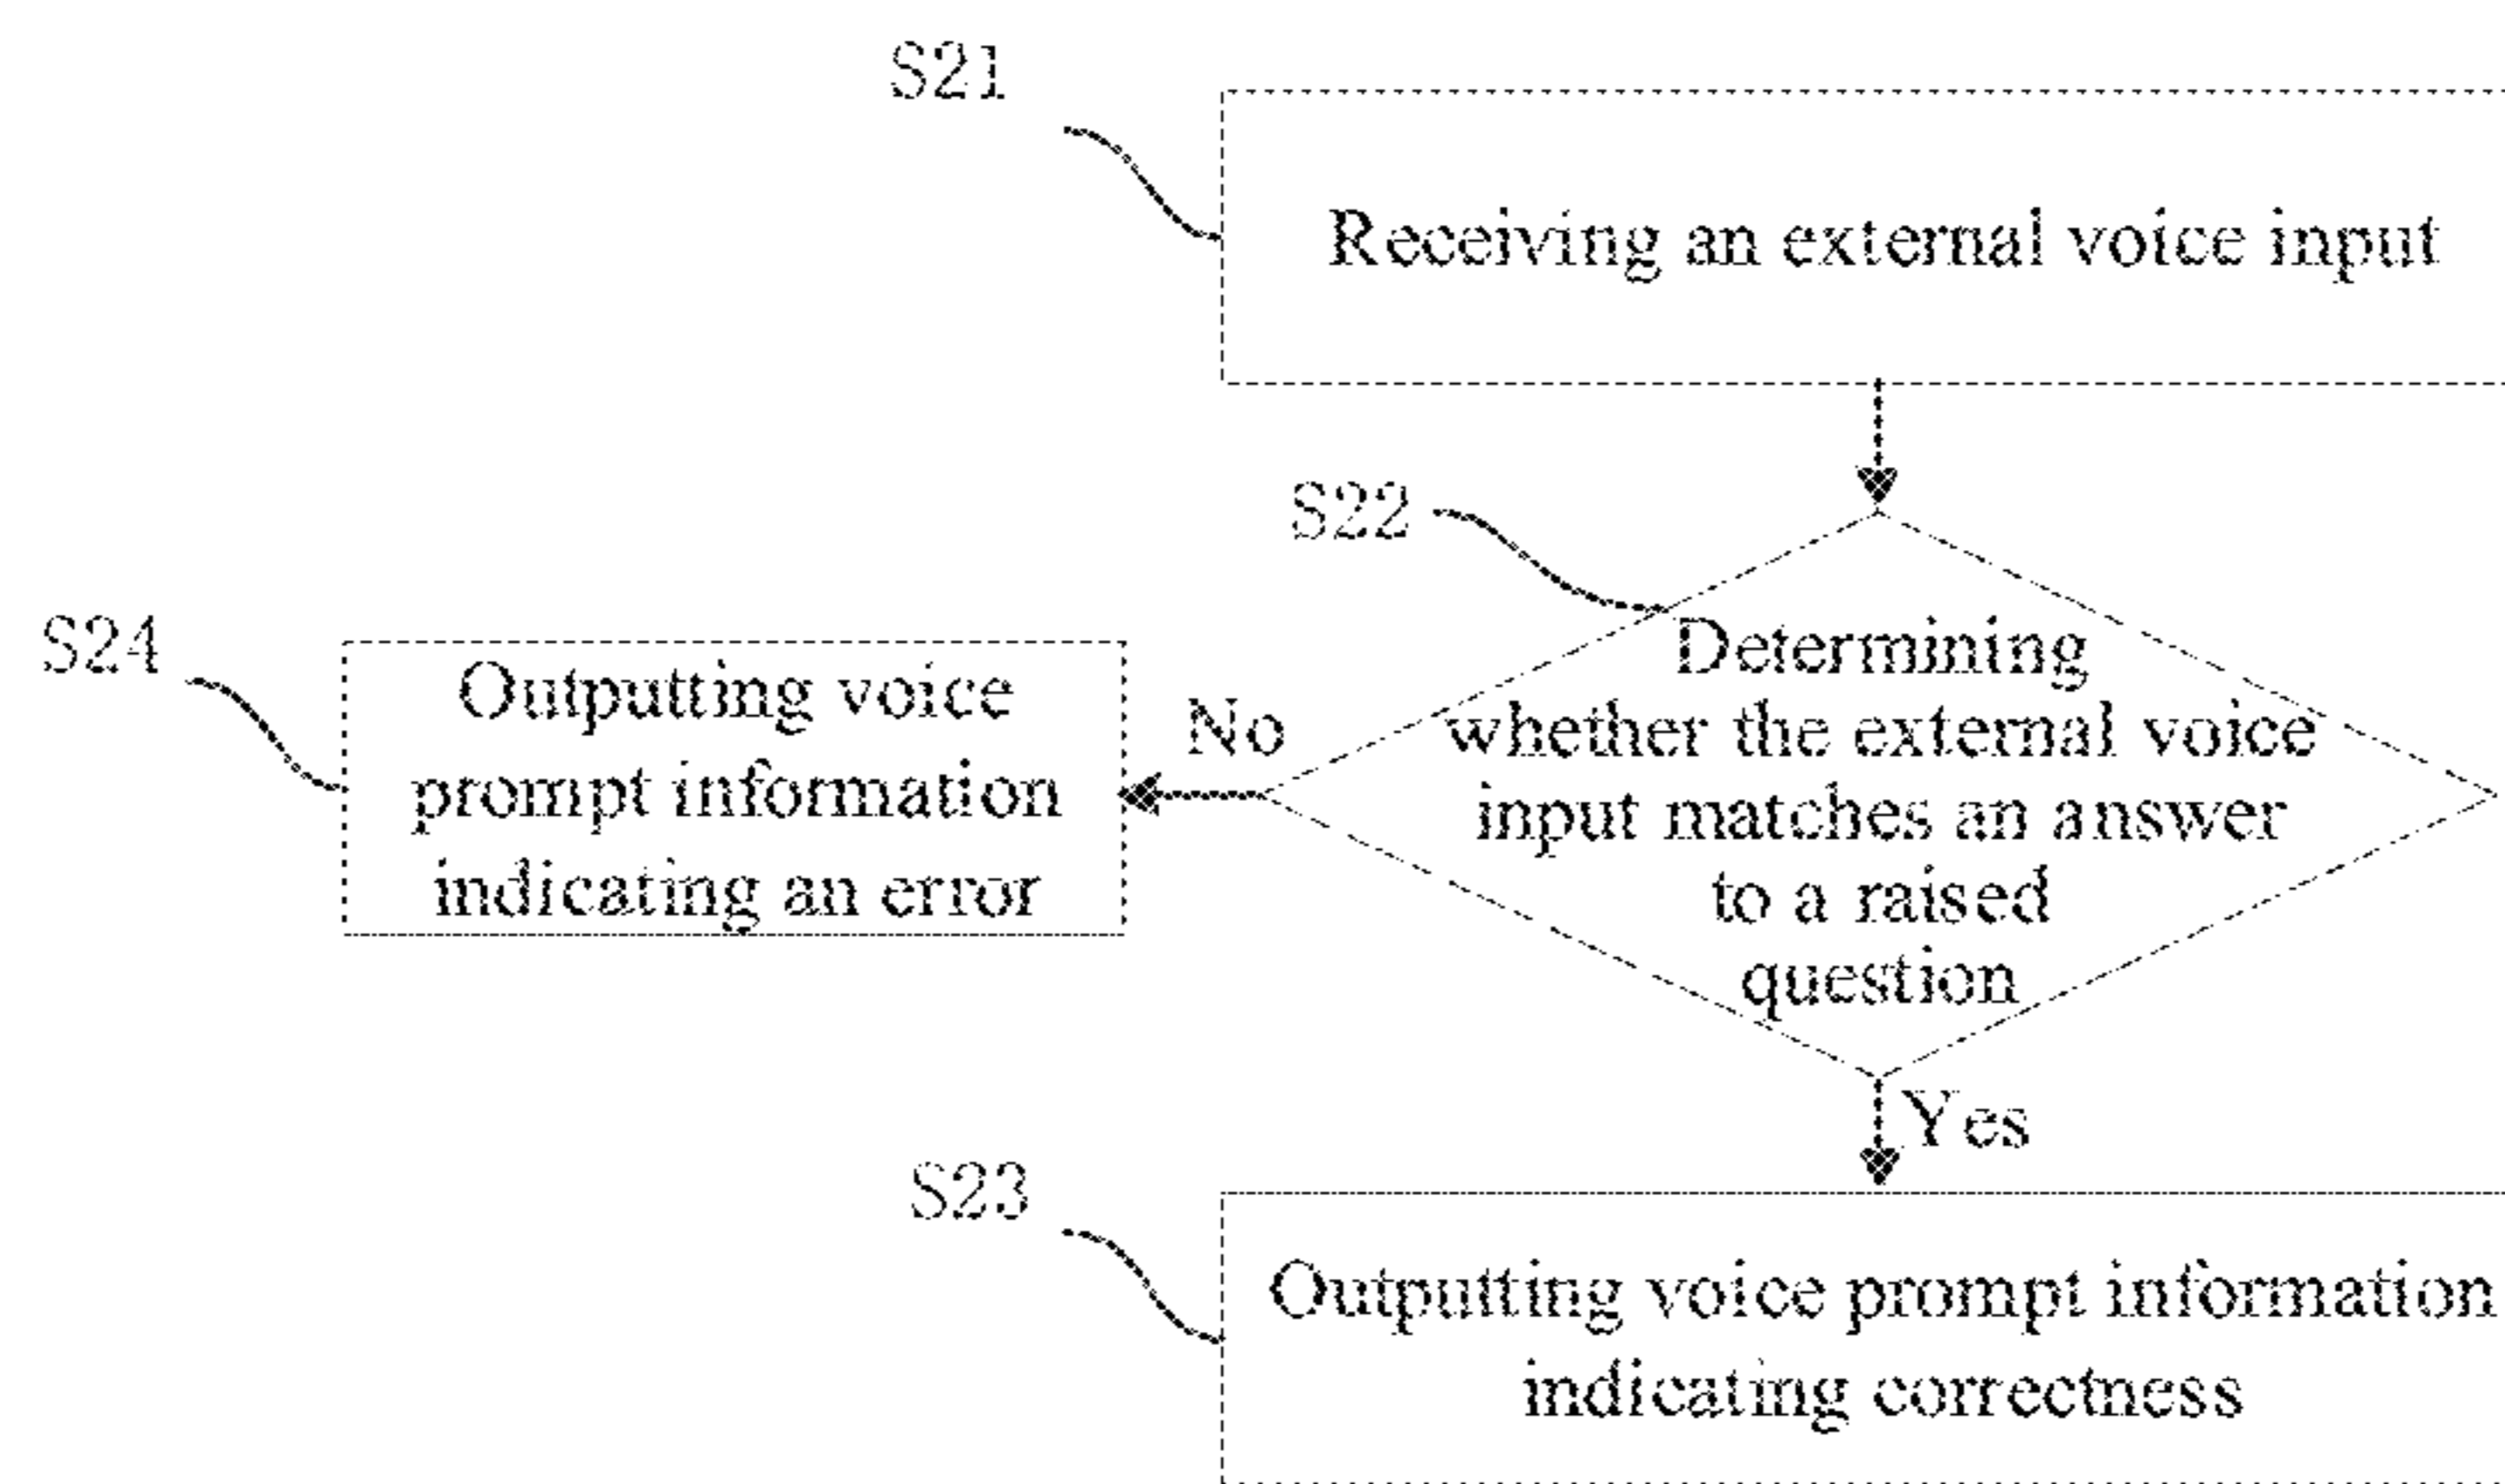 S21
Receiving an external voice input
S22
Determining
whether the external voice
input matches an answer
to a raised
question
S24
Outputting voice
prompt information
indicating an error
No
Yes
S23
Outputting voice prompt information
indicating correctness